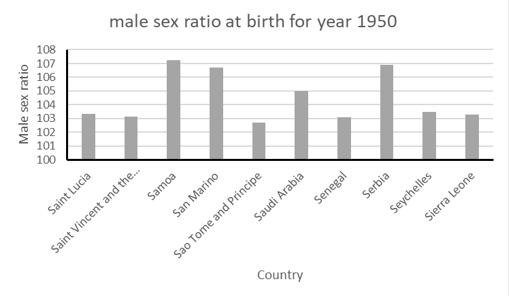 male sex ratio at birth for year 1950
Male sex ratio
108
107
106
105
104
103
102
101
100
Saint Lucia
Saint Vincent and the...
Samoa
San Marino
Sao Tome and Principe
Saudi Arabia
Senegal
Serbia
Seychelles
Sierra Leone
Country